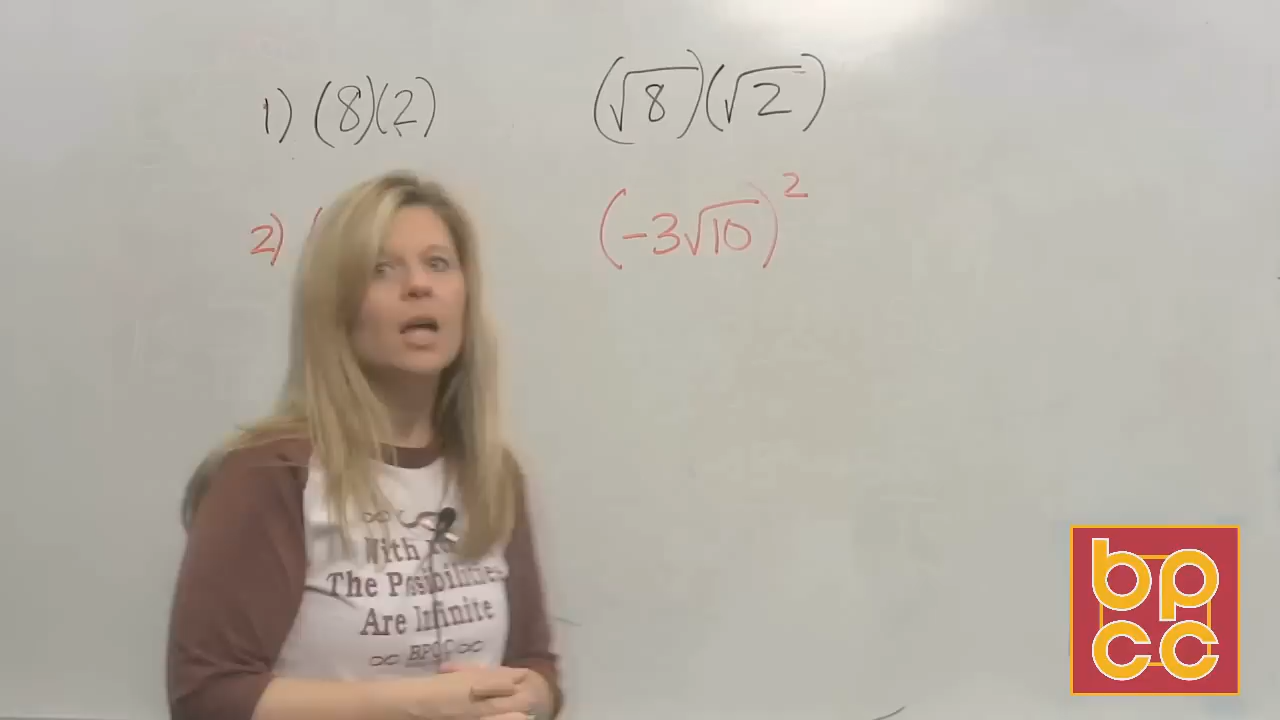 1) (8)(2) (√8)(√2)
2) ( (-3√10)²
With
The Possibilities
Are Infinite
∞ BPCC ∞
bp
cc